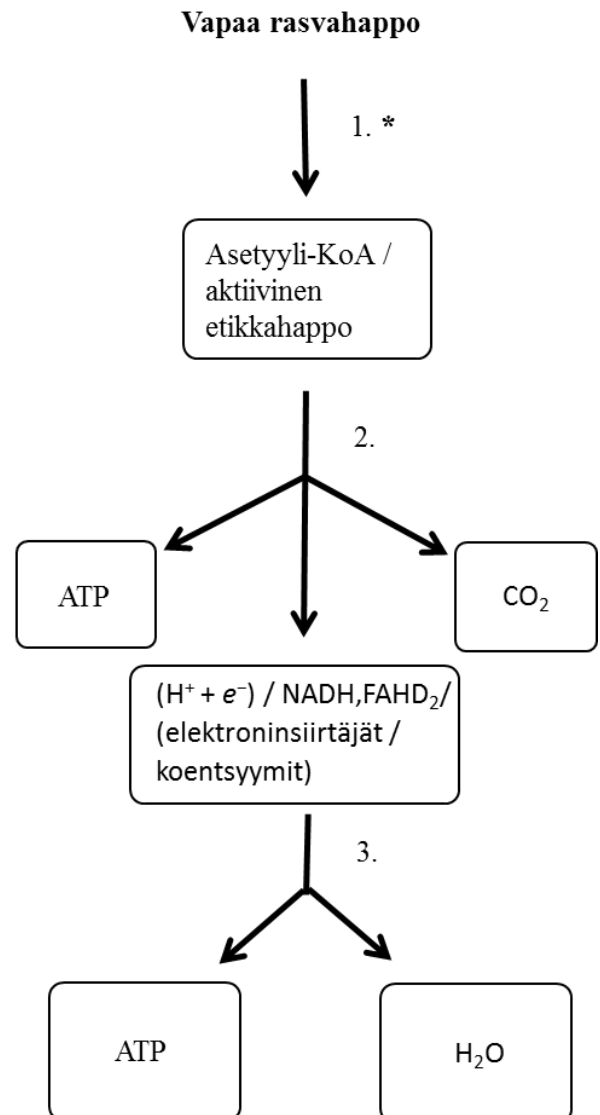 Vapaa rasvahappo
1. *
Asetyyli-KoA /
aktiivinen
etikkahappo
2.
ATP
CO₂
(H⁺ + e⁻) / NADH,FAHD₂/
(elektroninsiirtäjät /
koentsyymit)
3.
ATP
H₂O